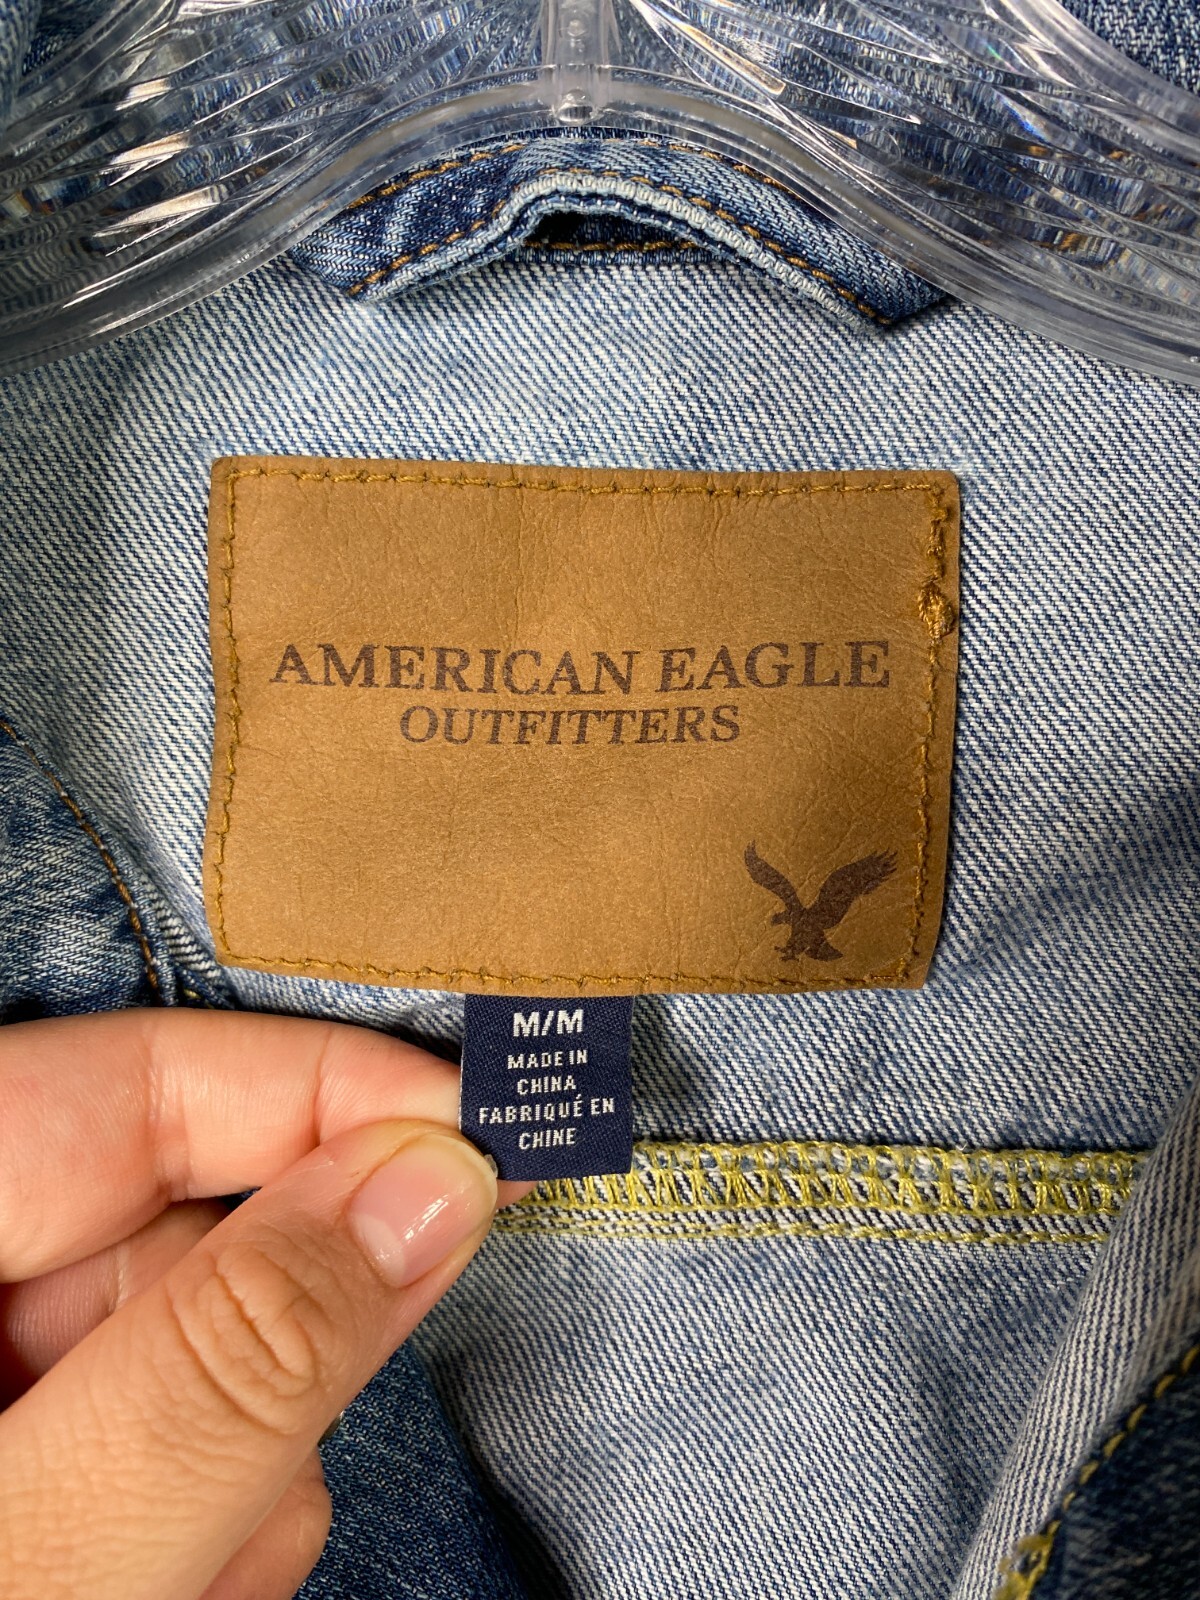 AMERICAN EAGLE
OUTFITTERS
M/M
MADE IN
CHINA
FABRIQUÉ EN
CHINE